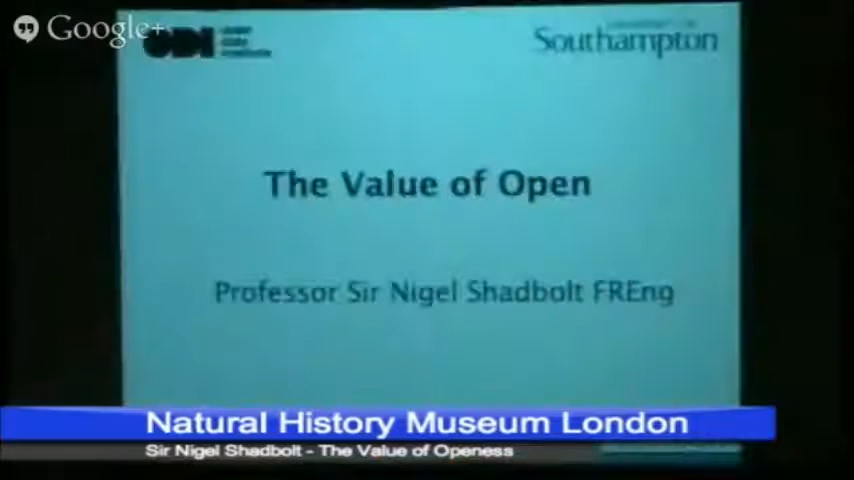 Google+
ODI
Southampton
The Value of Open
Professor Sir Nigel Shadbolt FREng
Natural History Museum London
Sir Nigel Shadbolt - The Value of Openess